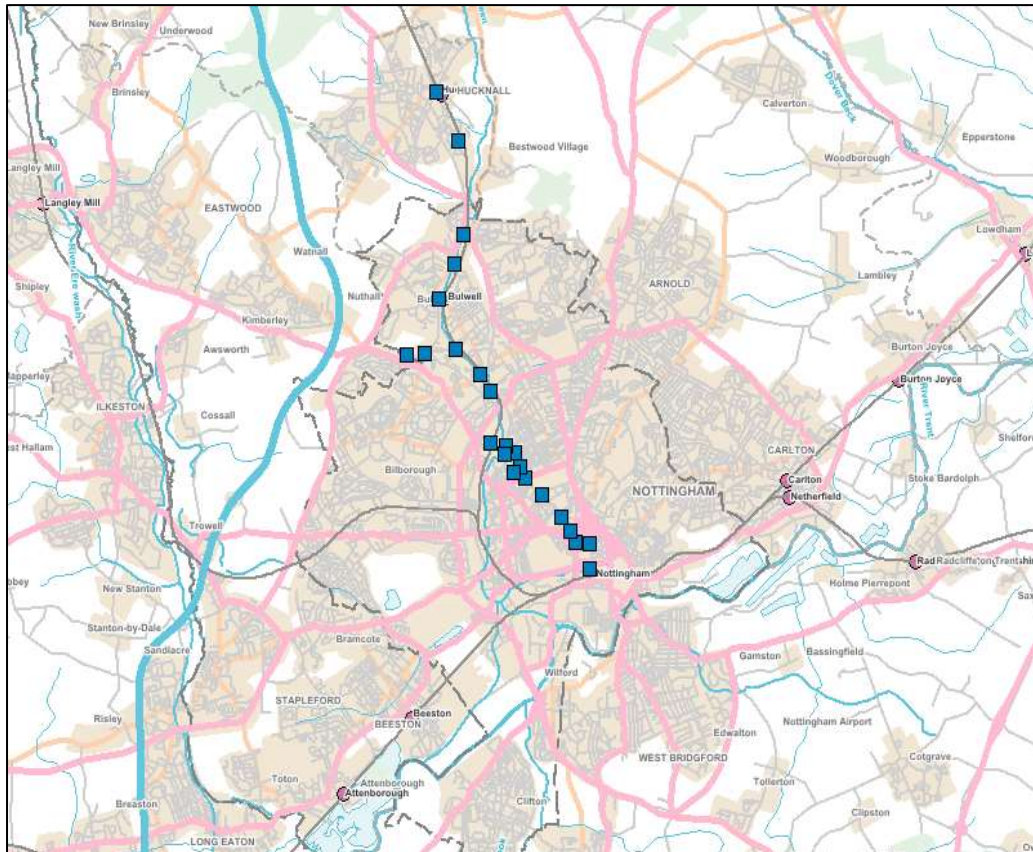 New Brinsley
Underwood
Brinsley
HUCKNALL
Calverton
Dover Beck
Epperstone
Bestwood Village
Woodborough
Langley Mill
Langley Mill
EASTWOOD
Lowdham
Watnall
River Erewash
Lambley
Shipley
Nuthall
Bulwell
ARNOLD
Kimberley
Awsworth
Burton Joyce
Burton Joyce
Mapperley
River Trent
ILKESTON
Cossall
Shelford
West Hallam
CARLTON
Bilborough
Carlton
Stoke Bardolph
NOTTINGHAM
Netherfield
Trowell
Nottingham
New Stanton
Holme Pierrepont
Stanton-by-Dale
Bramcote
Sandiacre
Bassingfield
Gamston
Wilford
STAPLEFORD
Risley
Beeston
BEESTON
Nottingham Airport
Edwalton
WEST BRIDGFORD
Cotgrave
Toton
Attenborough
Attenborough
Tollerton
Breaston
Clifton
Clipston
LONG EATON